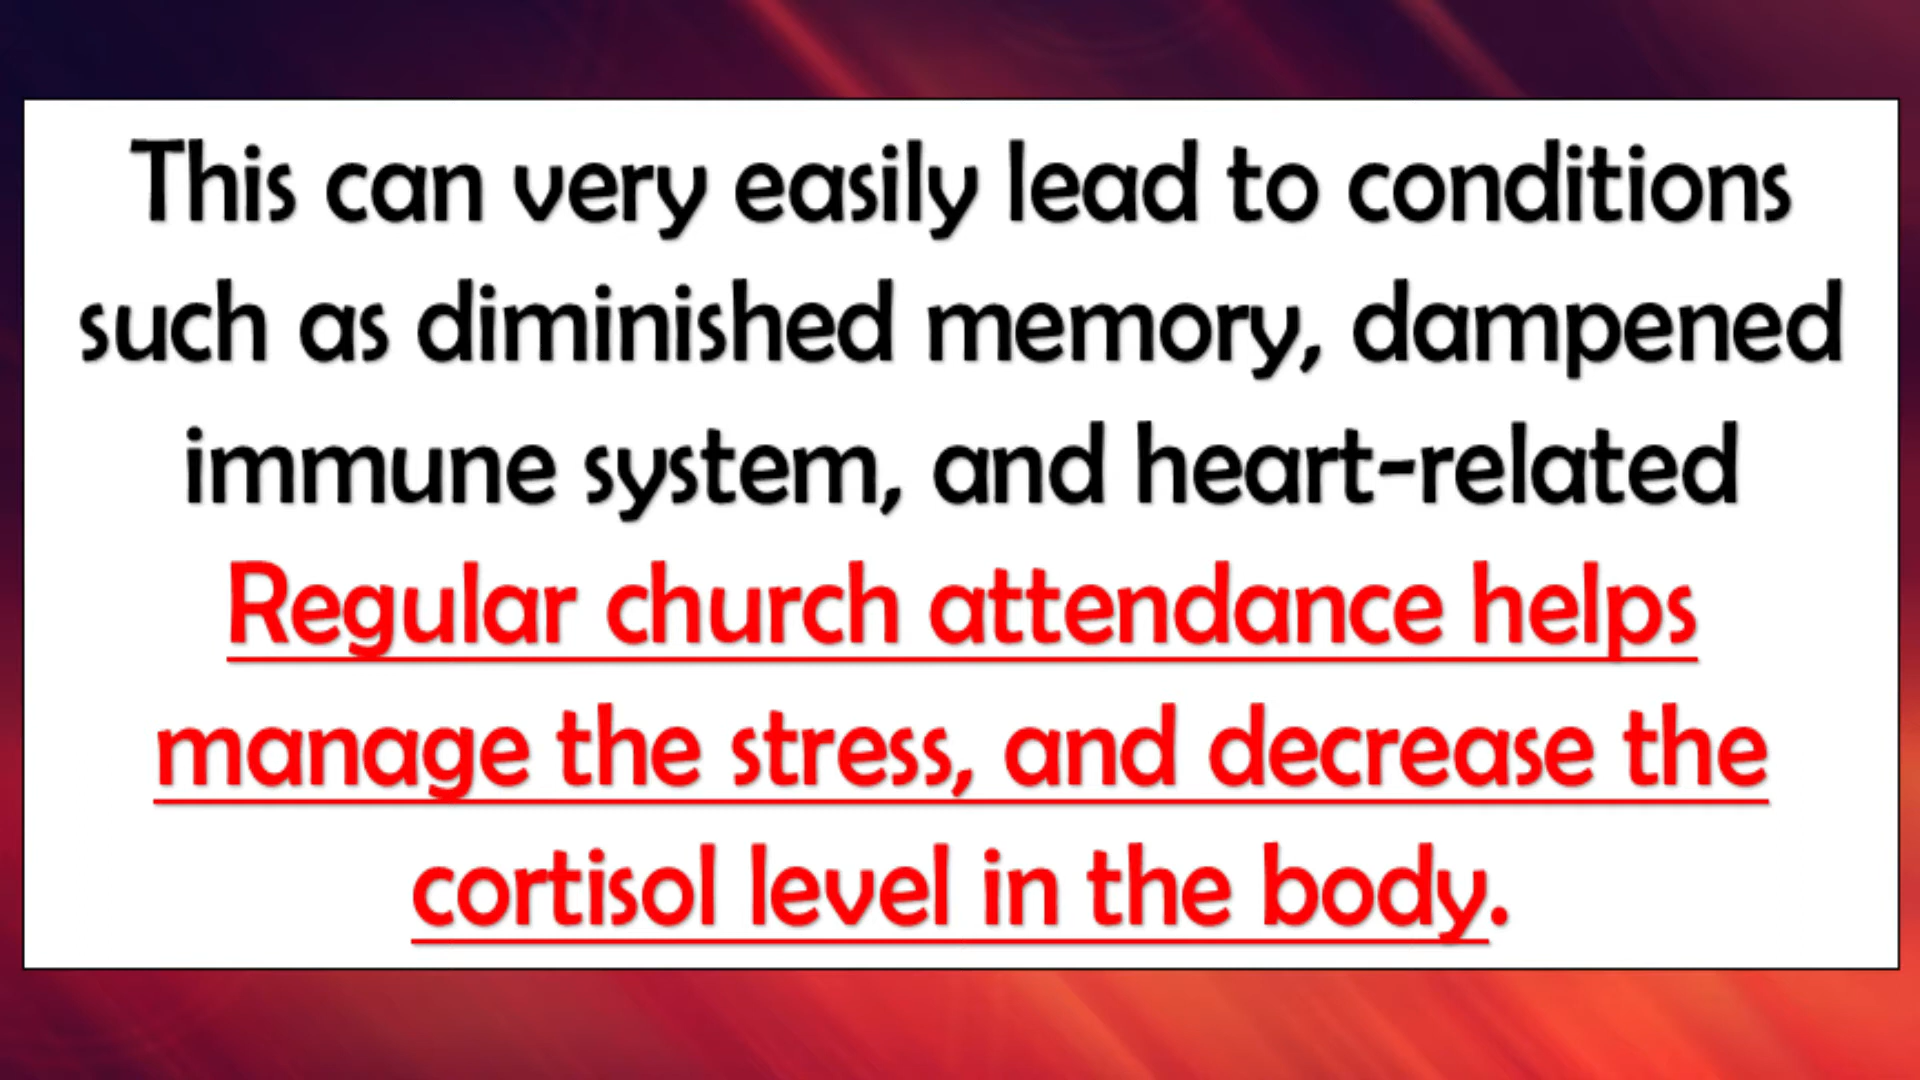 This can very easily lead to conditions
such as diminished memory, dampened
immune system, and heart-related
Regular church attendance helps
manage the stress, and decrease the
cortisol level in the body.